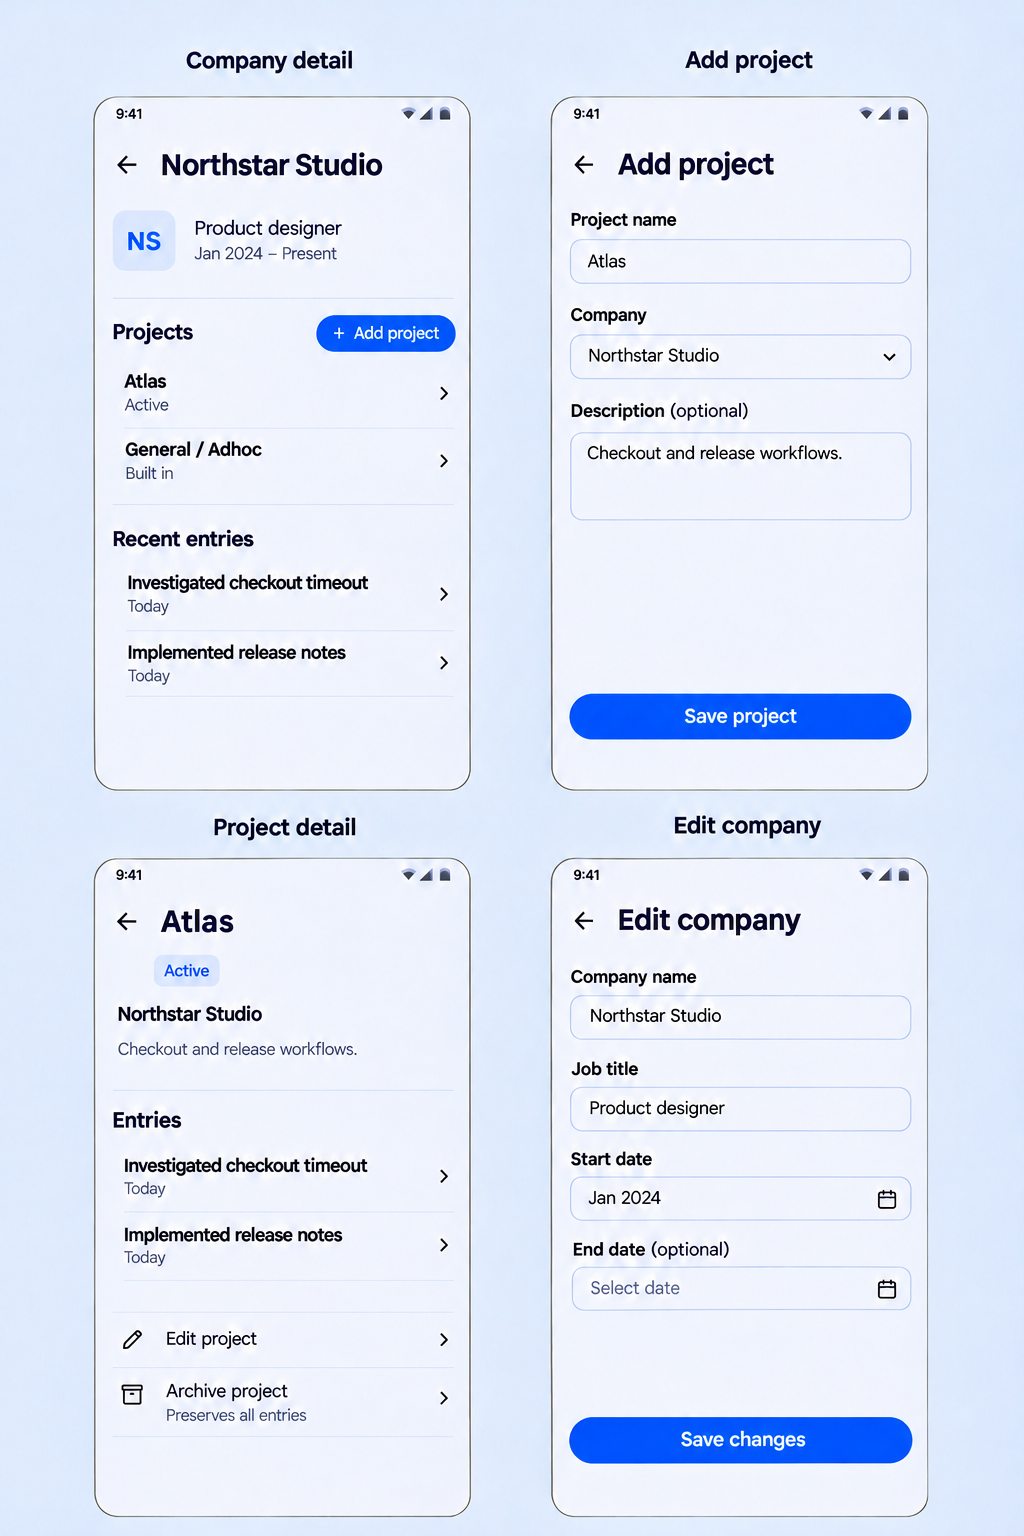 Company detail
9:41
Northstar Studio
NS
Product designer
Jan 2024 – Present
Projects
+ Add project
Atlas
Active
General / Adhoc
Built in
Recent entries
Investigated checkout timeout
Today
Implemented release notes
Today
Add project
9:41
Add project
Project name
Atlas
Company
Northstar Studio
Description (optional)
Checkout and release workflows.
Save project
Project detail
9:41
Atlas
Active
Northstar Studio
Checkout and release workflows.
Entries
Investigated checkout timeout
Today
Implemented release notes
Today
Edit project
Archive project
Preserves all entries
Edit company
9:41
Edit company
Company name
Northstar Studio
Job title
Product designer
Start date
Jan 2024
End date (optional)
Select date
Save changes